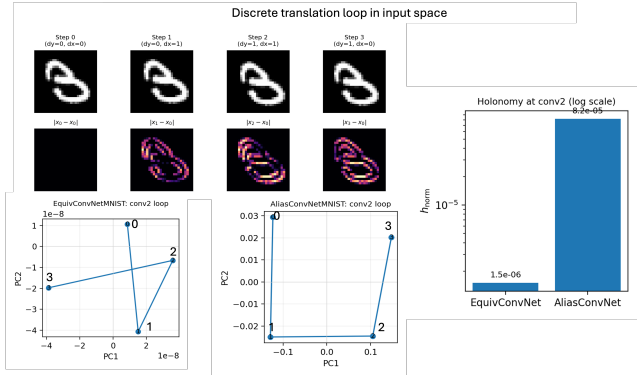 Discrete translation loop in input space
Step 0
(dy=0, dx=0)
Step 1
(dy=0, dx=1)
Step 2
(dy=1, dx=1)
Step 3
(dy=1, dx=0)
|x₀ − x₀|
|x₁ − x₀|
|x₂ − x₀|
|x₃ − x₀|
EquivConvNetMNIST: conv2 loop
1e−8
1
0
−1
−2
−3
−4
PC2
0
1
2
3
−4
−2
0
2
1e−8
PC1
AliasConvNetMNIST: conv2 loop
0.03
0.02
0.01
0.00
−0.01
−0.02
PC2
0
1
2
3
−0.1
0.0
0.1
PC1
Holonomy at conv2 (log scale)
8.2e-05
10⁻⁵
h_norm
1.5e-06
EquivConvNet
AliasConvNet